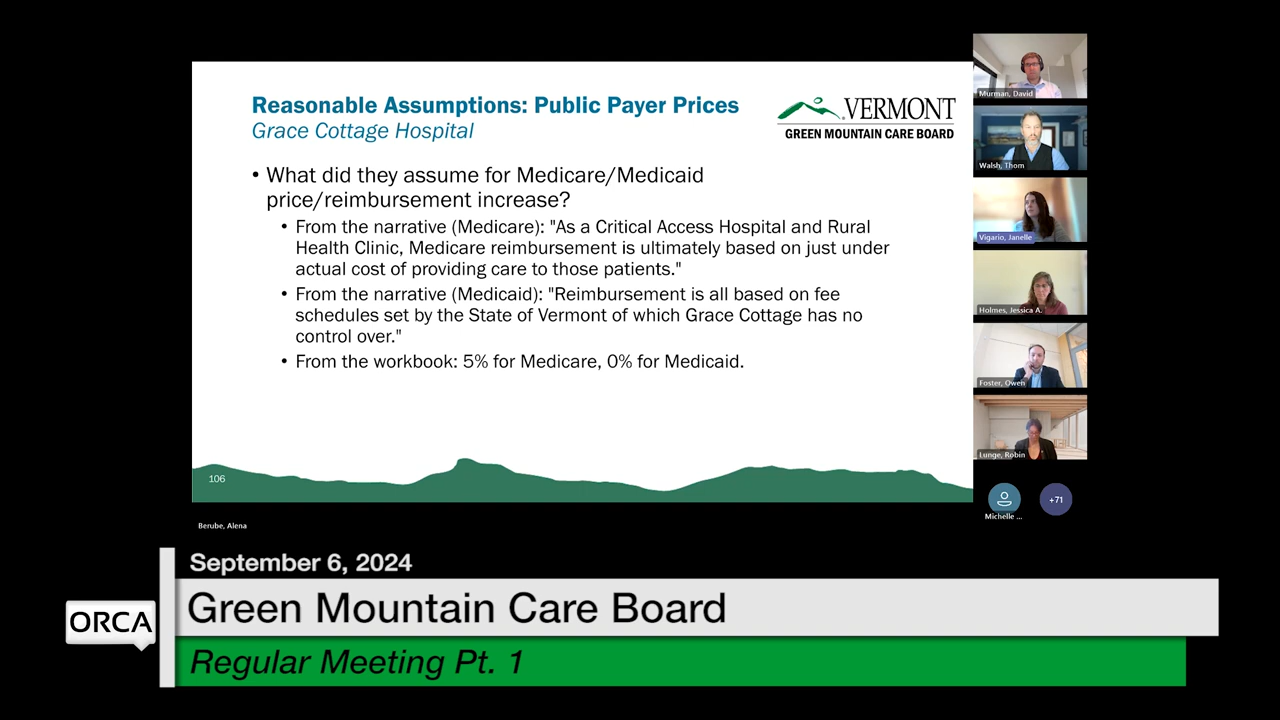 Reasonable Assumptions: Public Payer Prices
Grace Cottage Hospital
VERMONT
GREEN MOUNTAIN CARE BOARD
• What did they assume for Medicare/Medicaid
price/reimbursement increase?
• From the narrative (Medicare): "As a Critical Access Hospital and Rural
Health Clinic, Medicare reimbursement is ultimately based on just under
actual cost of providing care to those patients."
• From the narrative (Medicaid): "Reimbursement is all based on fee
schedules set by the State of Vermont of which Grace Cottage has no
control over."
• From the workbook: 5% for Medicare, 0% for Medicaid.
106
Murman, David
Walsh, Thom
Vigario, Janelle
Holmes, Jessica A.
Foster, Owen
Lunge, Robin
Michelle ...
+71
Berube, Alena
September 6, 2024
ORCA
Green Mountain Care Board
Regular Meeting Pt. 1